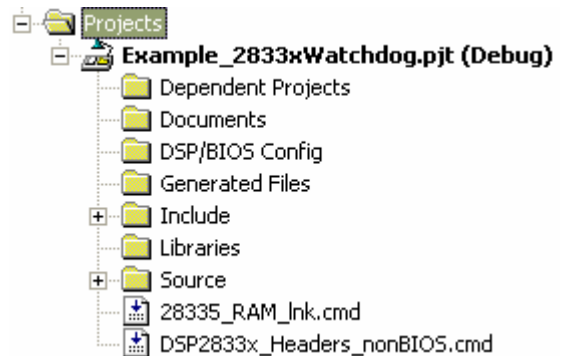 Projects
Example_2833xWatchdog.pjt (Debug)
Dependent Projects
Documents
DSP/BIOS Config
Generated Files
Include
Libraries
Source
28335_RAM_lnk.cmd
DSP2833x_Headers_nonBIOS.cmd